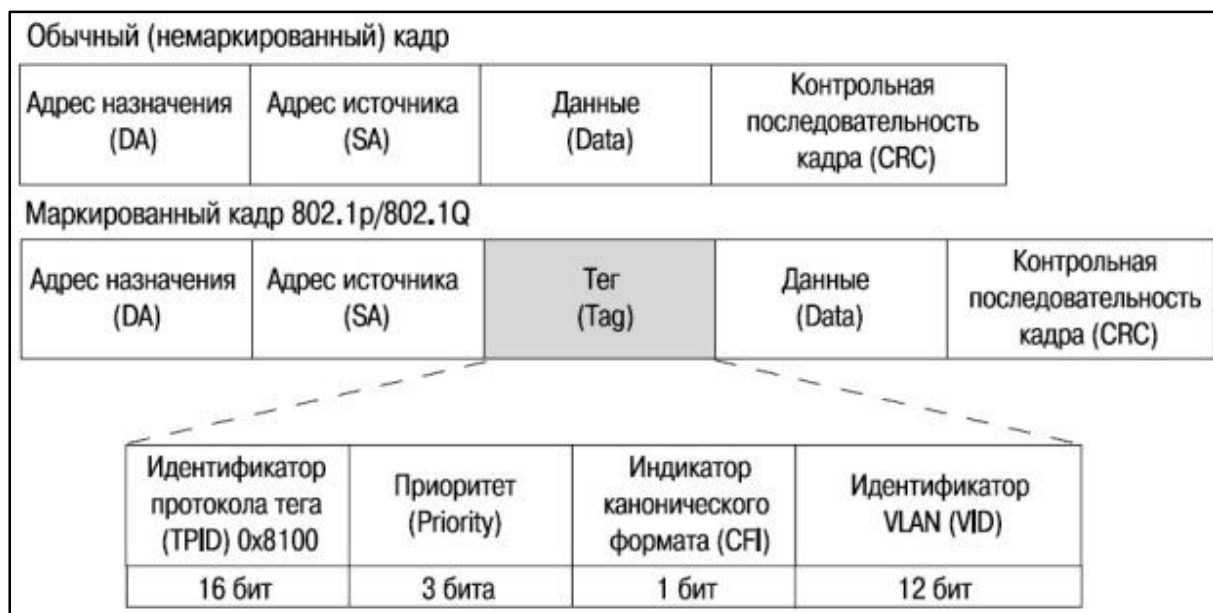 Обычный (немаркированный) кадр
Адрес назначения
(DA)
Адрес источника
(SA)
Данные
(Data)
Контрольная
последовательность
кадра (CRC)
Маркированный кадр 802.1p/802.1Q
Адрес назначения
(DA)
Адрес источника
(SA)
Тег
(Tag)
Данные
(Data)
Контрольная
последовательность
кадра (CRC)
Идентификатор
протокола тега
(TPID) 0x8100
Приоритет
(Priority)
Индикатор
канонического
формата (CFI)
Идентификатор
VLAN (VID)
16 бит
3 бита
1 бит
12 бит